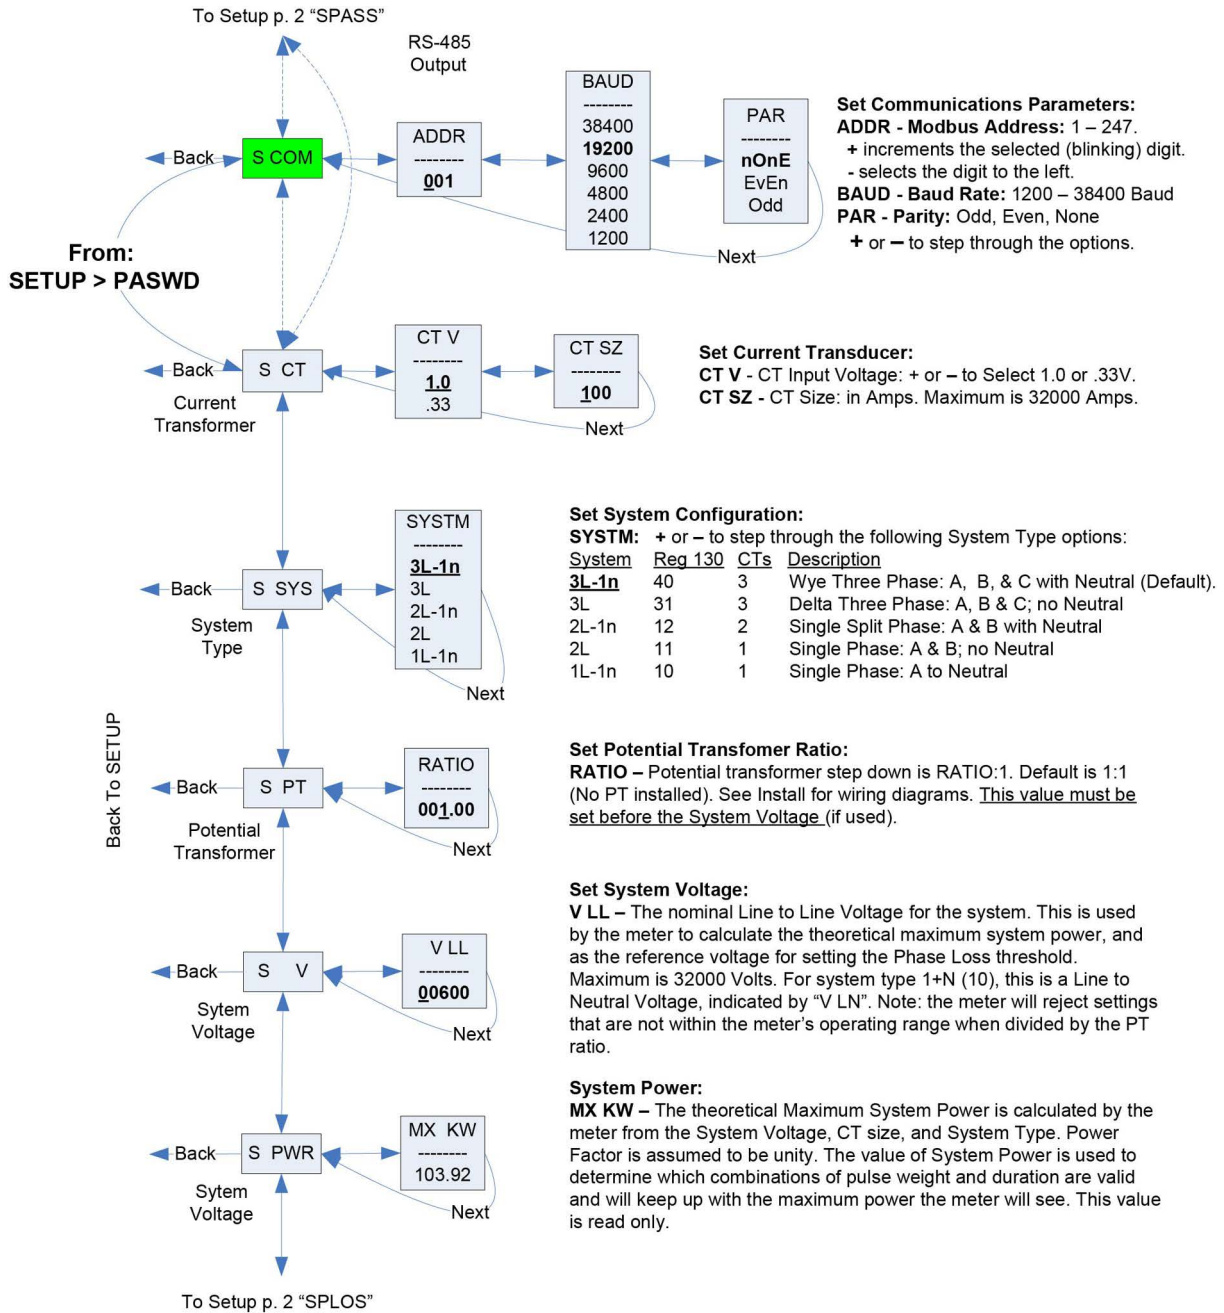 To Setup p. 2 “SPASS”
RS-485
Output
Back
S COM
ADDR
--------
001
BAUD
--------
38400
19200
9600
4800
2400
1200
PAR
--------
nOnE
EvEn
Odd
Next
Set Communications Parameters:
ADDR - Modbus Address: 1 – 247.
+ increments the selected (blinking) digit.
- selects the digit to the left.
BAUD - Baud Rate: 1200 – 38400 Baud
PAR - Parity: Odd, Even, None
+ or – to step through the options.
From:
SETUP > PASWD
Back
S CT
Current
Transformer
CT V
--------
1.0
.33
CT SZ
--------
100
Next
Set Current Transducer:
CT V - CT Input Voltage: + or – to Select 1.0 or .33V.
CT SZ - CT Size: in Amps. Maximum is 32000 Amps.
Back
S SYS
System
Type
SYSTM
--------
3L-1n
3L
2L-1n
2L
1L-1n
Next
Set System Configuration:
SYSTM: + or – to step through the following System Type options:
System Reg 130 CTs Description
3L-1n 40 3 Wye Three Phase: A, B, & C with Neutral (Default).
3L 31 3 Delta Three Phase: A, B & C; no Neutral
2L-1n 12 2 Single Split Phase: A & B with Neutral
2L 11 1 Single Phase: A & B; no Neutral
1L-1n 10 1 Single Phase: A to Neutral
Back To SETUP
Back
S PT
Potential
Transformer
RATIO
--------
001.00
Next
Set Potential Transfomer Ratio:
RATIO – Potential transformer step down is RATIO:1. Default is 1:1
(No PT installed). See Install for wiring diagrams. This value must be
set before the System Voltage (if used).
Back
S V
Sytem
Voltage
V LL
--------
00600
Next
Set System Voltage:
V LL – The nominal Line to Line Voltage for the system. This is used
by the meter to calculate the theoretical maximum system power, and
as the reference voltage for setting the Phase Loss threshold.
Maximum is 32000 Volts. For system type 1+N (10), this is a Line to
Neutral Voltage, indicated by “V LN”. Note: the meter will reject settings
that are not within the meter’s operating range when divided by the PT
ratio.
Back
S PWR
Sytem
Voltage
MX KW
--------
103.92
Next
System Power:
MX KW – The theoretical Maximum System Power is calculated by the
meter from the System Voltage, CT size, and System Type. Power
Factor is assumed to be unity. The value of System Power is used to
determine which combinations of pulse weight and duration are valid
and will keep up with the maximum power the meter will see. This value
is read only.
To Setup p. 2 “SPLOS”